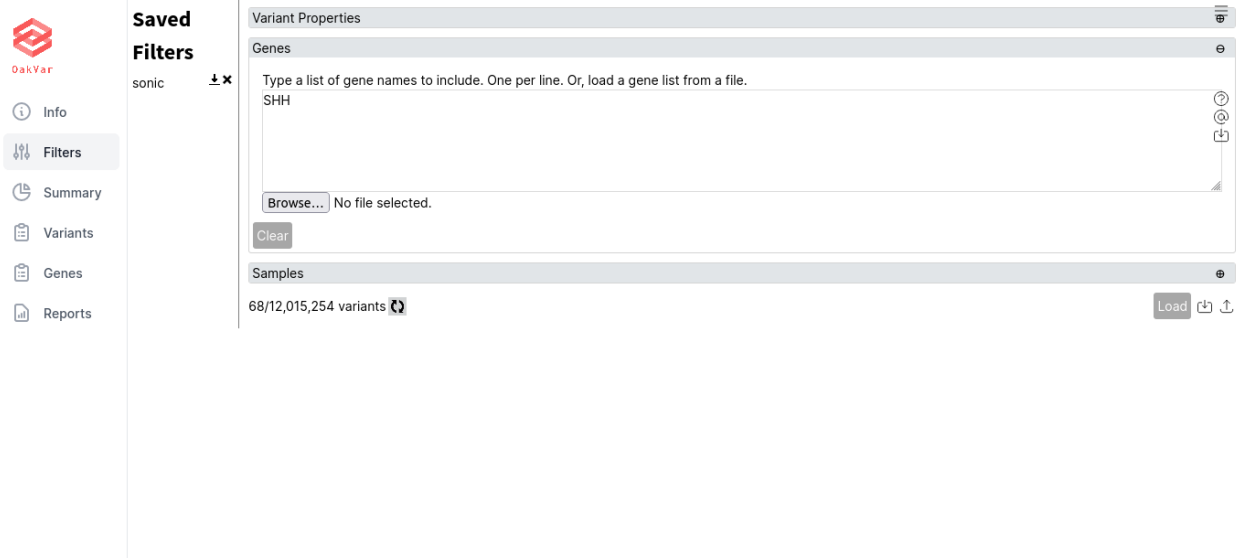 OakVar
Info
Filters
Summary
Variants
Genes
Reports
Saved
Filters
sonic
Variant Properties
Genes
Type a list of gene names to include. One per line. Or, load a gene list from a file.
SHH
Browse... No file selected.
Clear
Samples
68/12,015,254 variants
Load